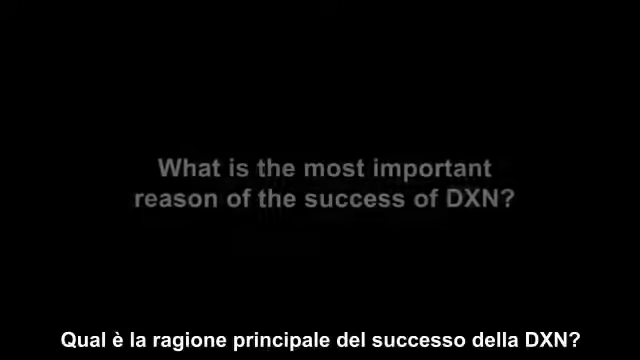 What is the most important
reason of the success of DXN?
Qual è la ragione principale del successo della DXN?